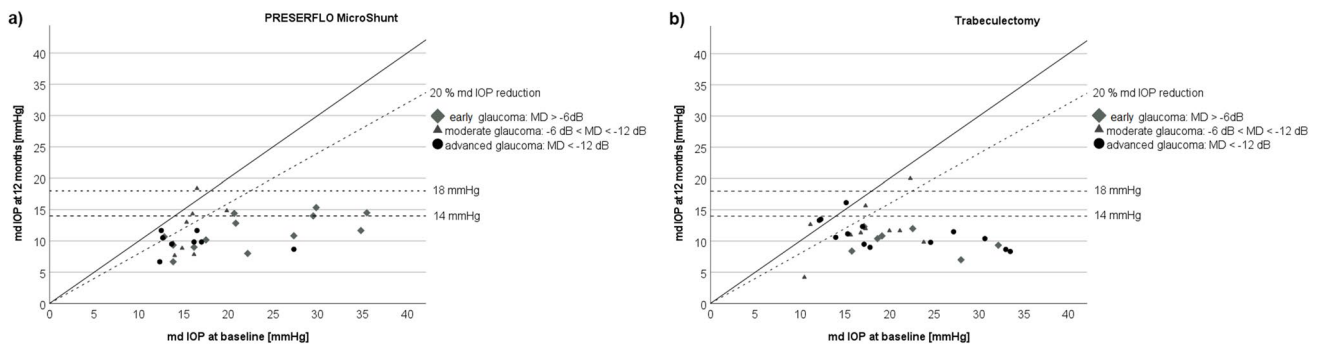 a)
PRESERFLO MicroShunt
md IOP at 12 months [mmHg]
40
35
30
25
20
15
10
5
0
0 5 10 15 20 25 30 35 40
md IOP at baseline [mmHg]
20 % md IOP reduction
early glaucoma: MD > -6dB
moderate glaucoma: -6 dB < MD < -12 dB
advanced glaucoma: MD < -12 dB
18 mmHg
14 mmHg
b)
Trabeculectomy
mdIOP at 12 months [mmHg]
40
35
30
25
20
15
10
5
0
0 5 10 15 20 25 30 35 40
md IOP at baseline [mmHg]
20 % md IOP reduction
early glaucoma: MD > -6dB
moderate glaucoma: -6 dB < MD < -12 dB
advanced glaucoma: MD < -12 dB
18 mmHg
14 mmHg